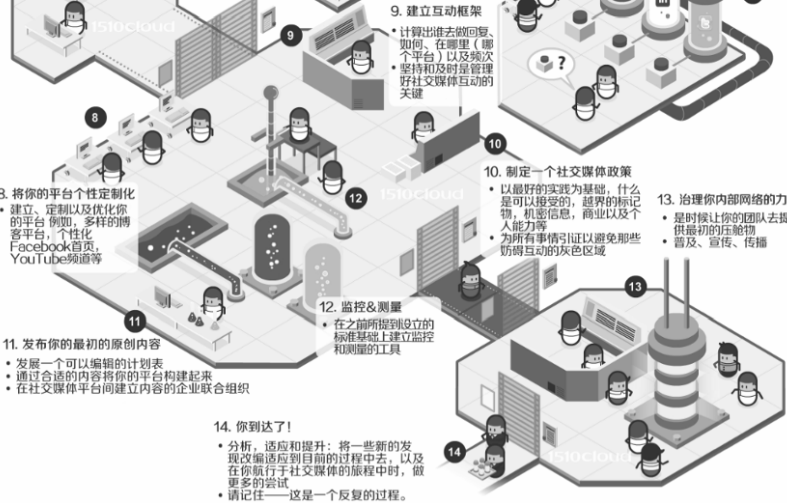 1510cloud
9. 建立互动框架
• 计算出谁去做回复、
如何、在哪里（哪
个平台）以及频次
• 坚持和及时是管理
好社交媒体互动的
关键
9
?
8
8. 将你的平台个性定制化
• 建立、定制以及优化你
的平台 例如，多样的博
客平台，个性化
Facebook首页，
YouTube频道等
12
1510cloud
10
10. 制定一个社交媒体政策
• 以最好的实践为基础，什么
是可以接受的，越界的标记
物，机密信息，商业以及个
人能力等
• 为所有事情引证以避免那些
妨碍互动的灰色区域
13. 治理你内部网络的力
• 是时候让你的团队去提
供最初的压舱物
• 普及、宣传、传播
13
11
11. 发布你的最初的原创内容
• 发展一个可以编辑的计划表
• 通过合适的内容将你的平台构建起来
• 在社交媒体平台间建立内容的企业联合组织
12. 监控&测量
• 在之前所提到设立的
标准基础上建立监控
和测量的工具
14. 你到达了！
• 分析，适应和提升：将一些新的发
现改编适应到目前的过程中去，以及
在你航行于社交媒体的旅程中时，做
更多的尝试
• 请记住——这是一个反复的过程。
14
1510cloud